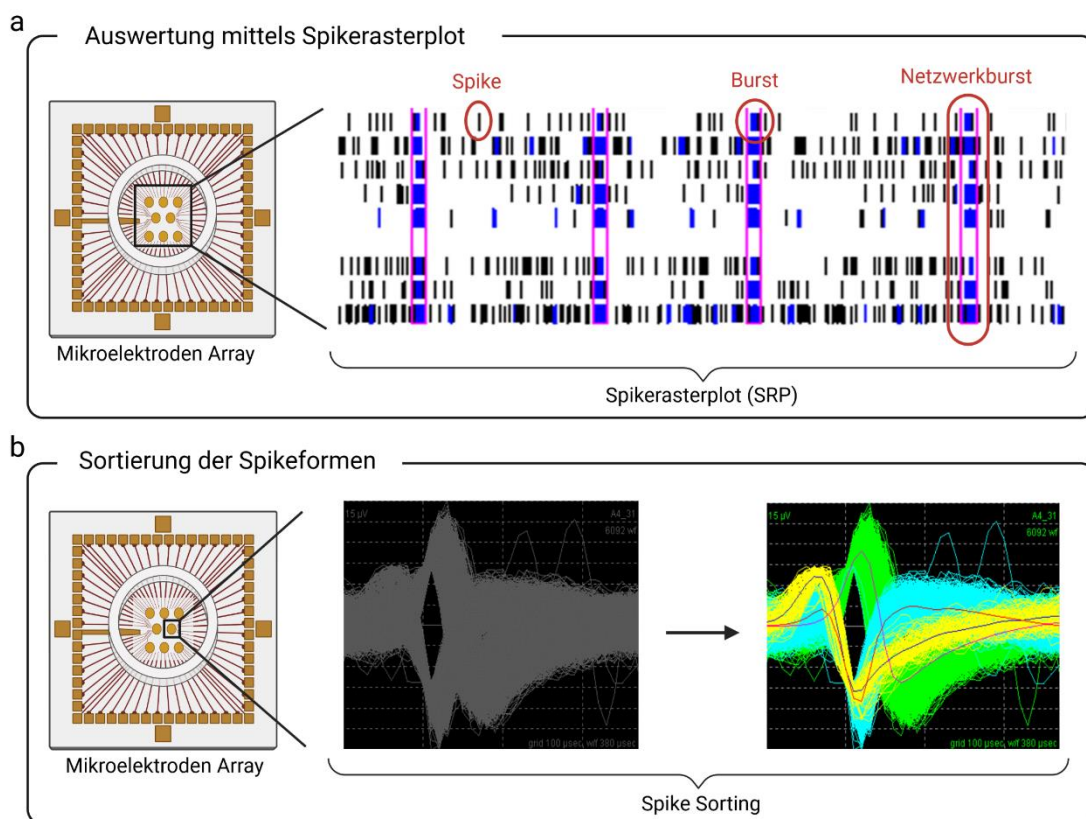 a
Auswertung mittels Spikerasterplot
Spike
Burst
Netzwerkburst
Mikroelektroden Array
Spikerasterplot (SRP)
b
Sortierung der Spikeformen
15 µV
A4_31
6092 wf
grid 100 µsec, wf 380 µsec
15 µV
A4_31
6092 wf
grid 100 µsec, wf 380 µsec
Mikroelektroden Array
Spike Sorting